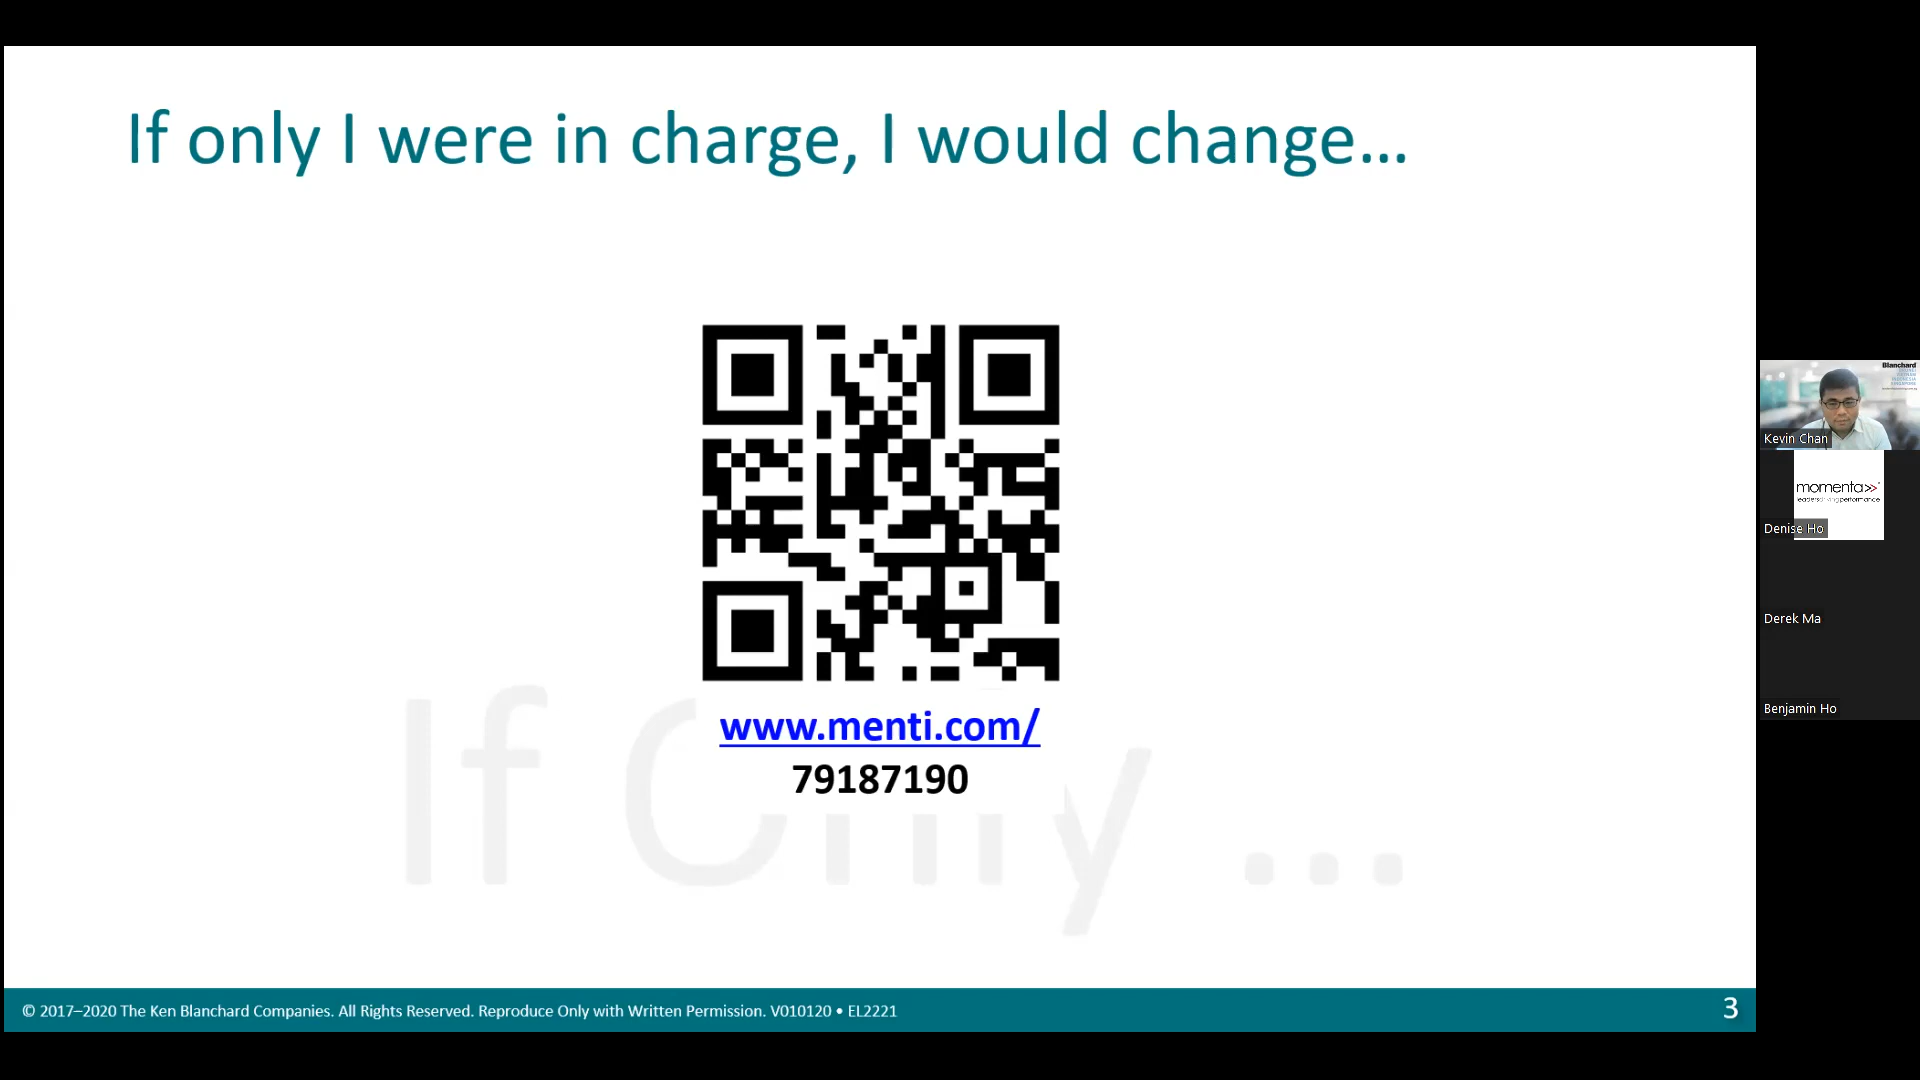 If only I were in charge, I would change...
www.menti.com/
79187190
If Only ...
© 2017–2020 The Ken Blanchard Companies. All Rights Reserved. Reproduce Only with Written Permission. V010120 • EL2221
3
Blanchard
Kevin Chan
momenta>>
leadersdrivingperformance
Denise Ho
Derek Ma
Benjamin Ho